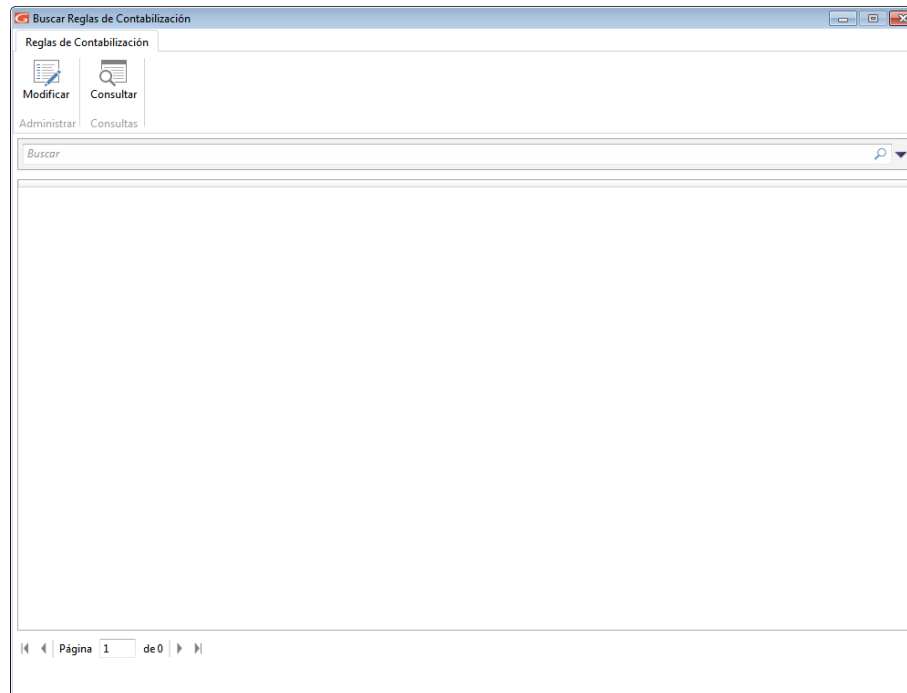 Buscar Reglas de Contabilización
Reglas de Contabilización
Modificar Consultar
Administrar Consultas
Buscar
Página 1 de 0